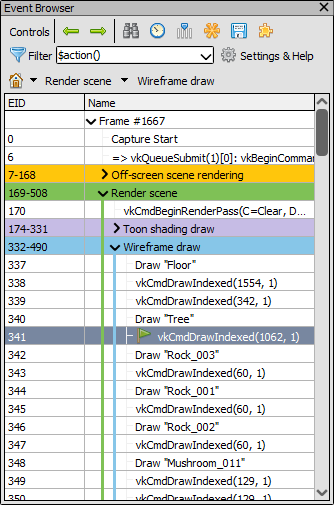 Event Browser
Controls
Filter $action() Settings & Help
Render scene Wireframe draw
EID Name
Frame #1667
0 Capture Start
6 => vkQueueSubmit(1)[0]: vkBeginComma
7-168 Off-screen scene rendering
169-508 Render scene
170 vkCmdBeginRenderPass(C=Clear, D...
174-331 Toon shading draw
332-490 Wireframe draw
337 Draw "Floor"
338 vkCmdDrawIndexed(1554, 1)
339 vkCmdDrawIndexed(342, 1)
340 Draw "Tree"
341 vkCmdDrawIndexed(1062, 1)
342 Draw "Rock_003"
343 vkCmdDrawIndexed(60, 1)
344 Draw "Rock_001"
345 vkCmdDrawIndexed(60, 1)
346 Draw "Rock_002"
347 vkCmdDrawIndexed(60, 1)
348 Draw "Mushroom_011"
349 vkCmdDrawIndexed(129, 1)
350 vkCmdDrawIndexed(129, 1)